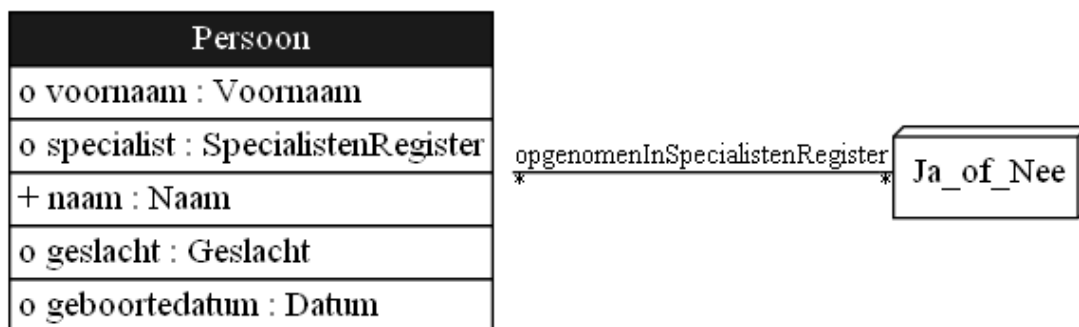 Persoon
o voornaam : Voornaam
o specialist : SpecialistenRegister
+ naam : Naam
o geslacht : Geslacht
o geboortedatum : Datum
opgenomenInSpecialistenRegister
* *
Ja_of_Nee